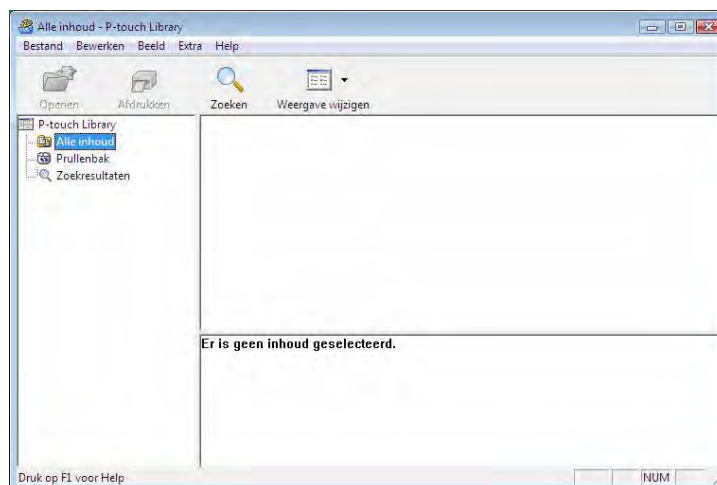 Alle inhoud - P-touch Library
Bestand Bewerken Beeld Extra Help
Openen Afdrukken Zoeken Weergave wijzigen
P-touch Library
Alle inhoud
Prullenbak
Zoekresultaten
Er is geen inhoud geselecteerd.
Druk op F1 voor Help NUM